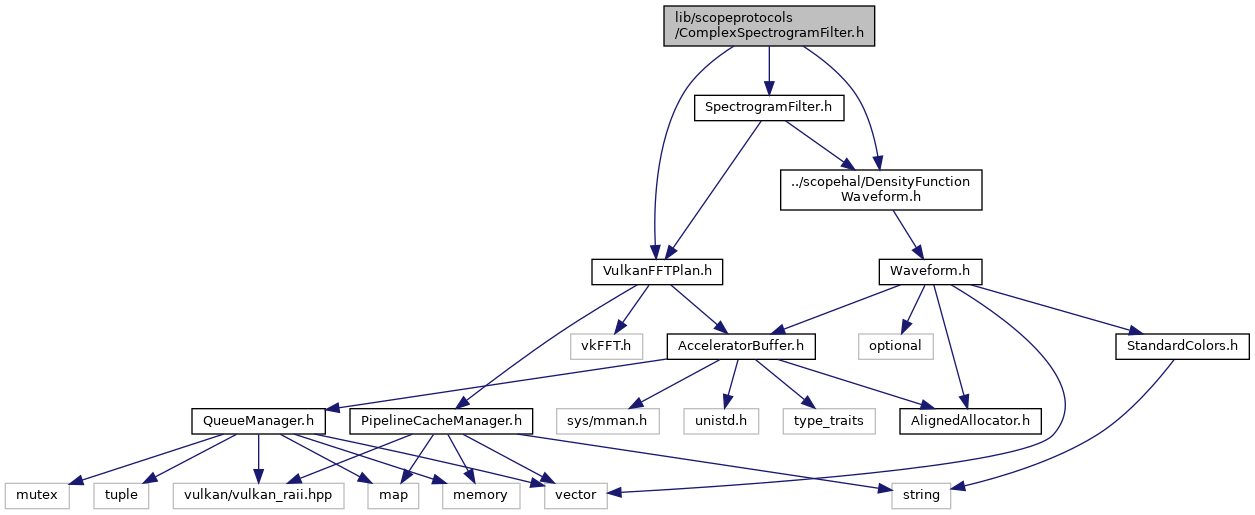 lib/scopeprotocols
/ComplexSpectrogramFilter.h
SpectrogramFilter.h
../scopehal/DensityFunction
Waveform.h
VulkanFFTPlan.h
Waveform.h
vkFFT.h
AcceleratorBuffer.h
optional
StandardColors.h
QueueManager.h
PipelineCacheManager.h
sys/mman.h
unistd.h
type_traits
AlignedAllocator.h
mutex
tuple
vulkan/vulkan_raii.hpp
map
memory
vector
string